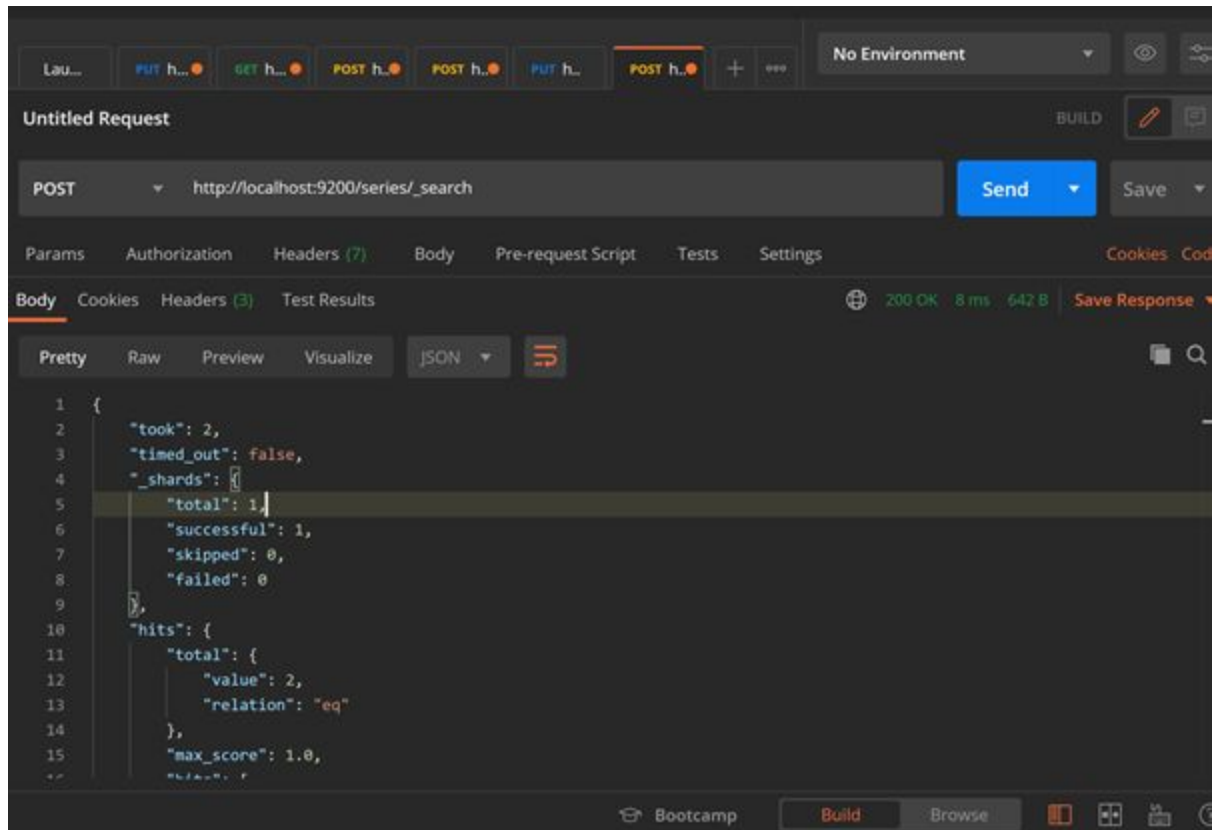 No Environment
Lau... PUT h... GET h... POST h.. POST h.. PUT h.. POST h..
Untitled Request BUILD
POST http://localhost:9200/series/_search Send Save
Params Authorization Headers (7) Body Pre-request Script Tests Settings Cookies Cod
Body Cookies Headers (3) Test Results 200 OK 8 ms 642 B Save Response
Pretty Raw Preview Visualize JSON
1 {
2 "took": 2,
3 "timed_out": false,
4 "_shards": {
5 "total": 1,
6 "successful": 1,
7 "skipped": 0,
8 "failed": 0
9 },
10 "hits": {
11 "total": {
12 "value": 2,
13 "relation": "eq"
14 },
15 "max_score": 1.0,
Bootcamp Build Browse